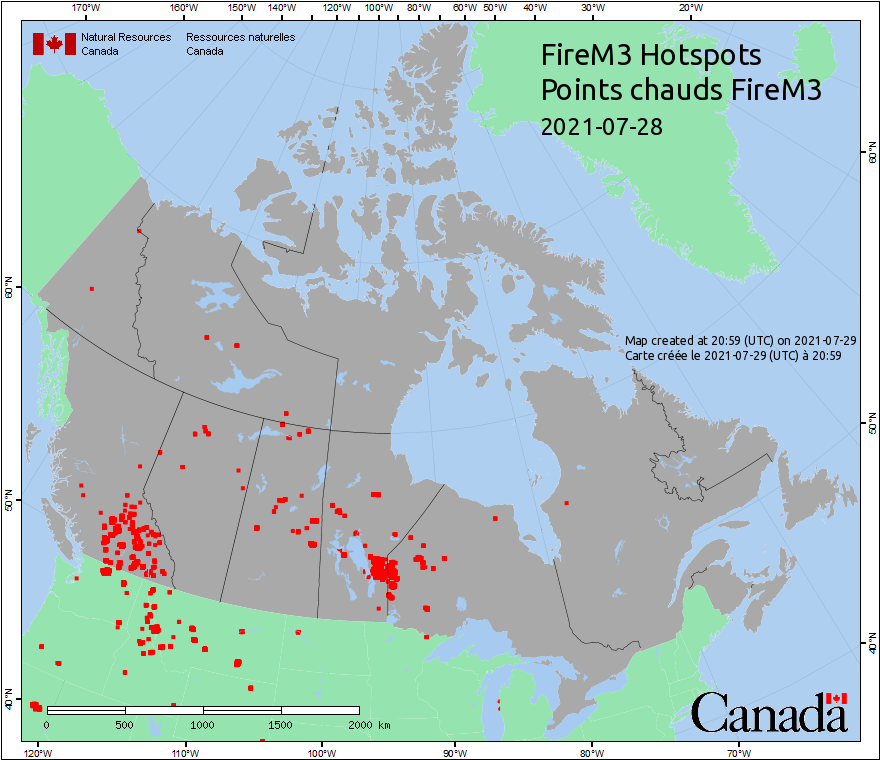 170°W 160°W 150°W 140°W 120°W 100°W 90°W 80°W 60°W 50°W 40°W 30°W 20°W
Natural Resources Ressources naturelles
Canada Canada
FireM3 Hotspots
Points chauds FireM3
2021-07-28
60°N
60°N
Map created at 20:59 (UTC) on 2021-07-29
Carte créée le 2021-07-29 (UTC) à 20:59
50°N
50°N
40°N
40°N
Canada
0 500 1000 1500 2000 km
120°W 110°W 100°W 90°W 80°W 70°W